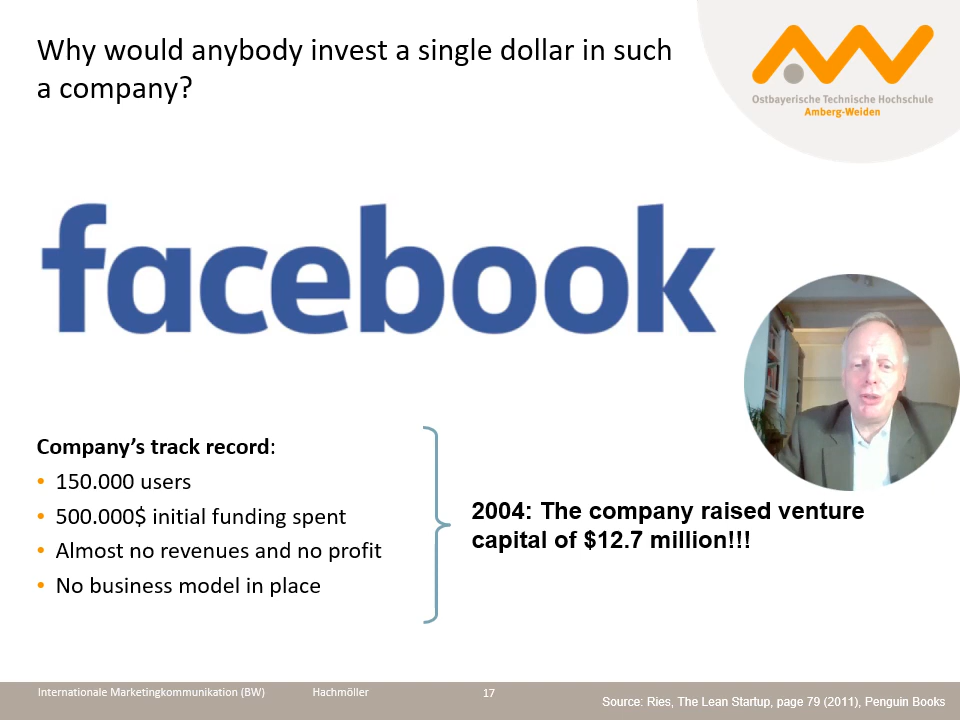 Why would anybody invest a single dollar in such
a company?
Ostbayerische Technische Hochschule
Amberg-Weiden
facebook
Company’s track record:
• 150.000 users
• 500.000$ initial funding spent
• Almost no revenues and no profit
• No business model in place
2004: The company raised venture
capital of $12.7 million!!!
Internationale Marketingkommunikation (BW) Hachmöller 17
Source: Ries, The Lean Startup, page 79 (2011), Penguin Books